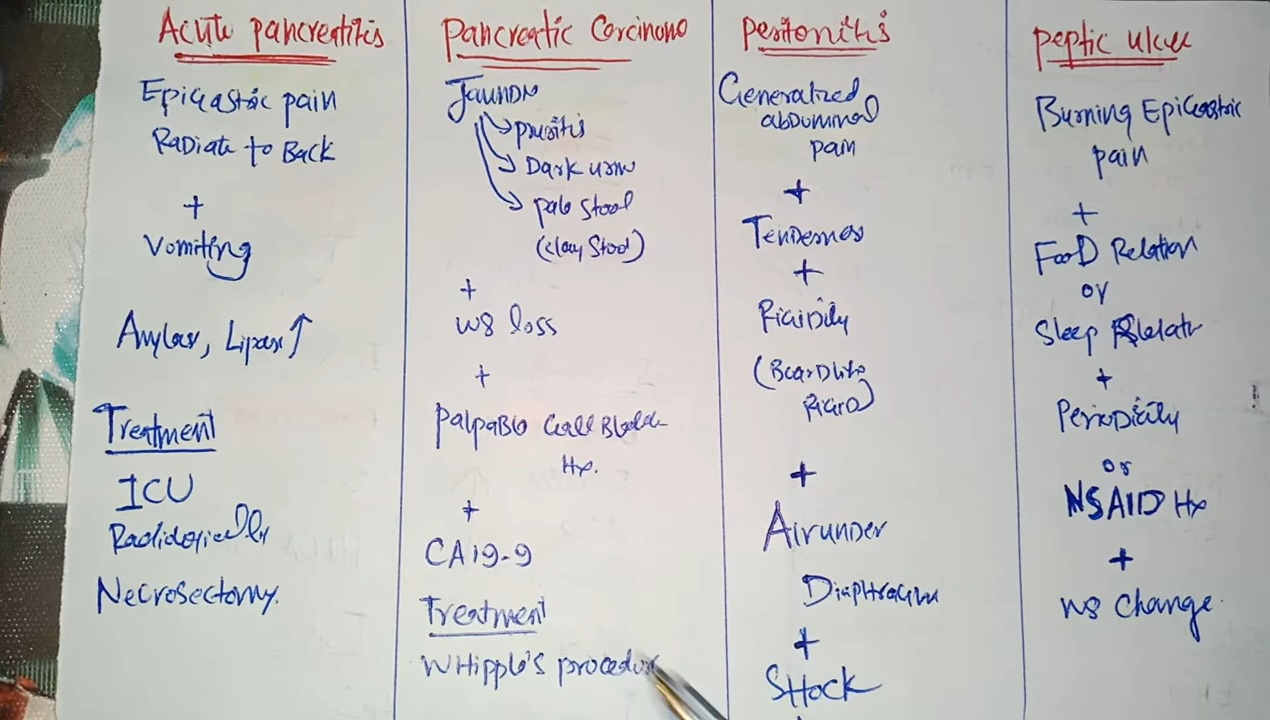 Acute pancreatitis
Epigastric pain
Radiate to Back
+
Vomiting
Amylase, Lipase ↑
Treatment
ICU
Radiologically
Necrosectomy.
Pancreatic Carcinoma
Jaundice
pruritis
Dark urine
pale stool
(clay stool)
+
wt loss
+
palpable Gall Bladder
Hx.
+
CA19-9
Treatment
WHipple's procedure
Peritonitis
Generalized
abdominal
pain
+
Tenderness
+
Rigidity
(Board like
Rigid)
+
Air under
Diaphragm
+
SHock
peptic ulcer
Burning Epigastric
pain
+
Food Relation
or
Sleep Relate
+
Periodicity
or
NSAID Hx
+
wt change.